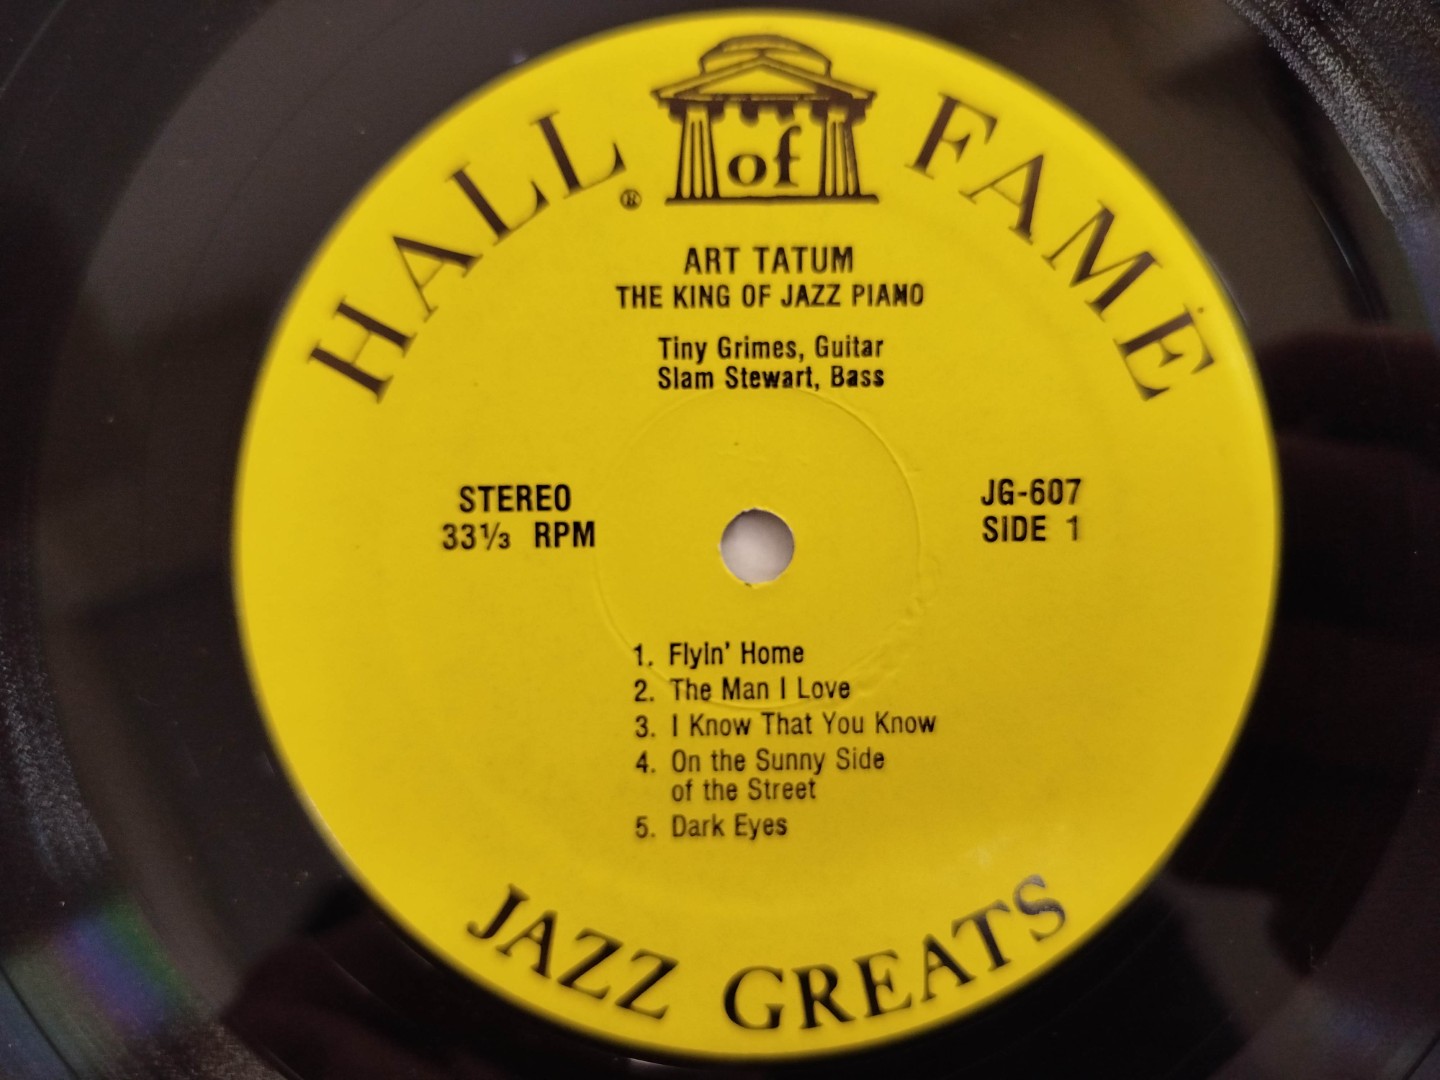 HALL of FAME
®
ART TATUM
THE KING OF JAZZ PIANO
Tiny Grimes, Guitar
Slam Stewart, Bass
STEREO
33⅓ RPM
JG-607
SIDE 1
1. Flyin' Home
2. The Man I Love
3. I Know That You Know
4. On the Sunny Side
of the Street
5. Dark Eyes
JAZZ GREATS